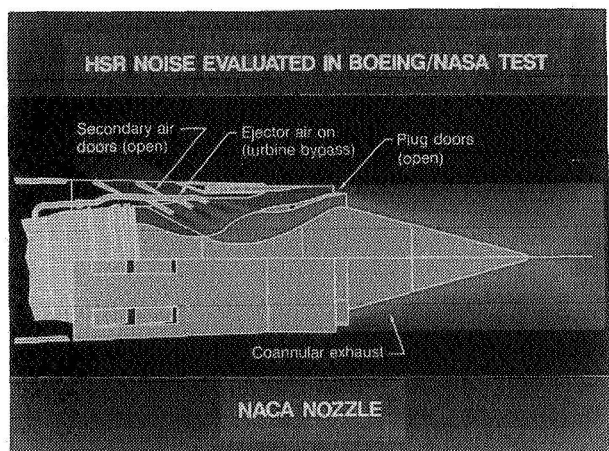 HSR NOISE EVALUATED IN BOEING/NASA TEST
Secondary air
doors (open)
Ejector air on
(turbine bypass)
Plug doors
(open)
Coannular exhaust
NACA NOZZLE